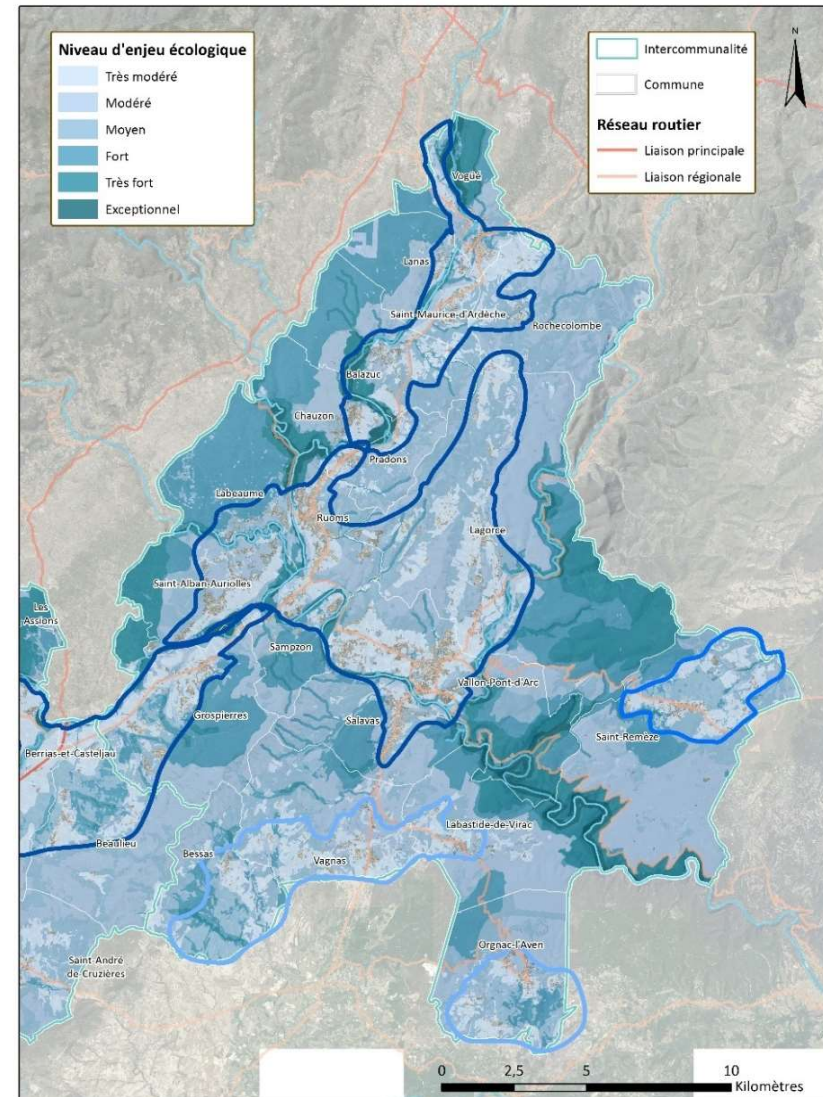 Niveau d'enjeu écologique
Très modéré
Modéré
Moyen
Fort
Très fort
Exceptionnel
Intercommunalité
Commune
Réseau routier
Liaison principale
Liaison régionale
N
Vogüé
Lanas
Saint-Maurice-d'Ardèche
Rochecolombe
Balazuc
Chauzon
Pradons
Labeaume
Ruoms
Lagorce
Saint-Alban-Auriolles
Les
Assions
Sampzon
Vallon-Pont-d'Arc
Salavas
Grospierres
Saint-Remèze
Berrias-et-Casteljau
Beaulieu
Labastide-de-Virac
Bessas
Vagnas
Orgnac-l'Aven
Saint-André
de-Cruzières
0 2,5 5 10
Kilomètres